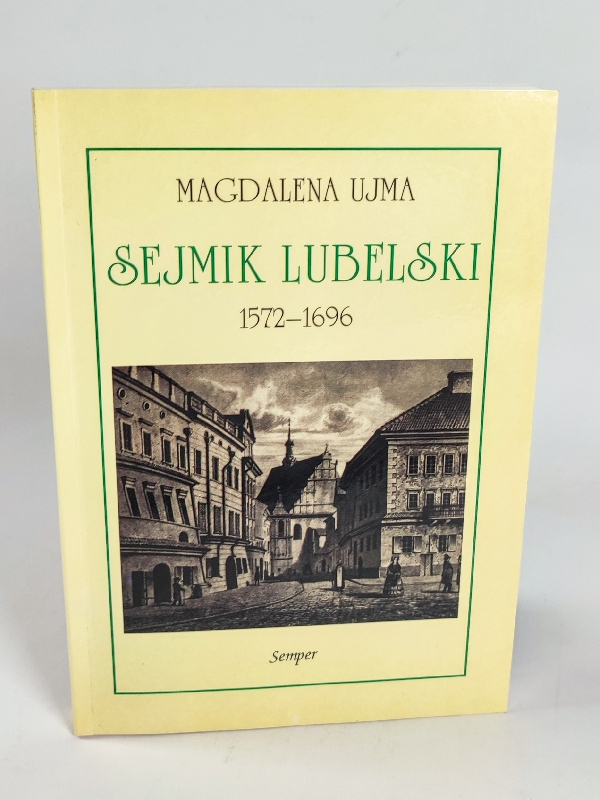 MAGDALENA UJMA
SEJMIK LUBELSKI
1572–1696
Semper